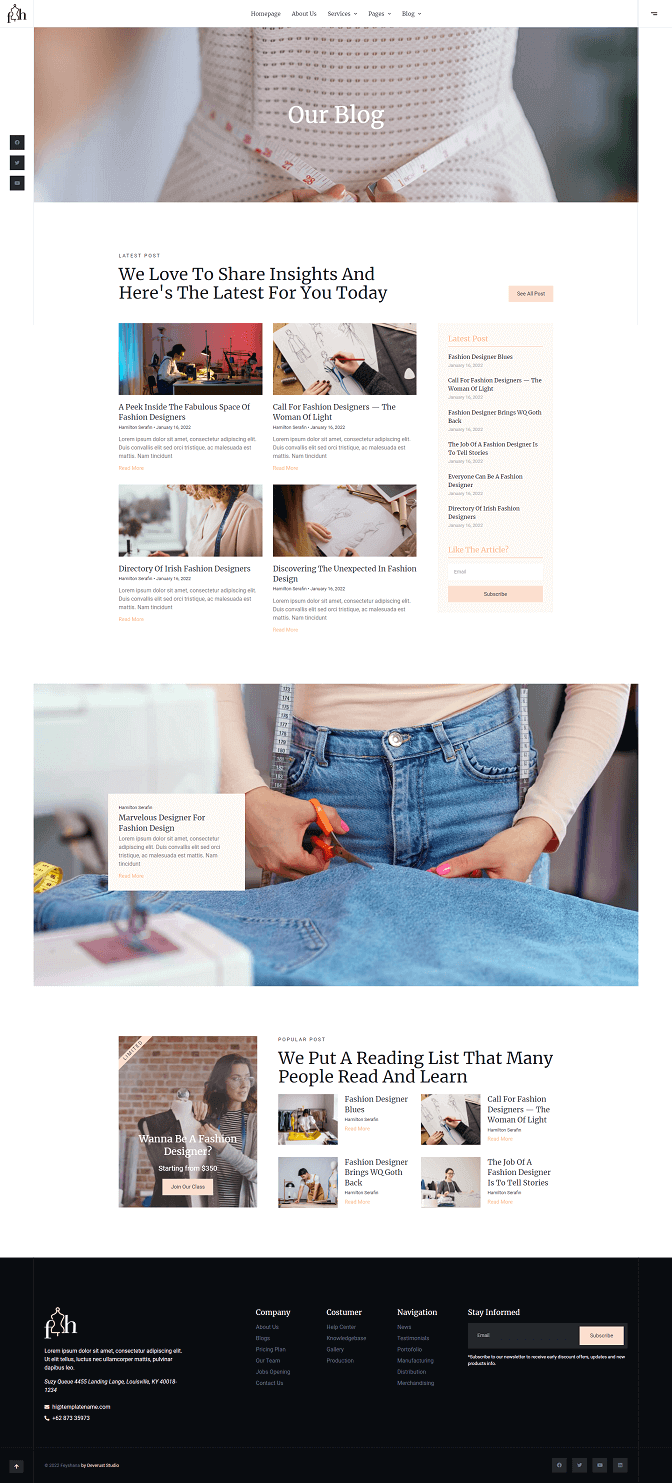 fsh
Homepage About Us Services Pages Blog
Our Blog
28
LATEST POST
We Love To Share Insights And
Here's The Latest For You Today
See All Post
A Peek Inside The Fabulous Space Of
Fashion Designers
Hamilton Serafin • January 16, 2022
Lorem ipsum dolor sit amet, consectetur adipiscing elit.
Duis convallis elit sed orci tristique, ac malesuada est
mattis. Nam tincidunt
Read More
Call For Fashion Designers — The
Woman Of Light
Hamilton Serafin • January 16, 2022
Lorem ipsum dolor sit amet, consectetur adipiscing elit.
Duis convallis elit sed orci tristique, ac malesuada est
mattis. Nam tincidunt
Read More
Directory Of Irish Fashion Designers
Hamilton Serafin • January 16, 2022
Lorem ipsum dolor sit amet, consectetur adipiscing elit.
Duis convallis elit sed orci tristique, ac malesuada est
mattis. Nam tincidunt
Read More
Discovering The Unexpected In Fashion
Design
Hamilton Serafin • January 16, 2022
Lorem ipsum dolor sit amet, consectetur adipiscing elit.
Duis convallis elit sed orci tristique, ac malesuada est
mattis. Nam tincidunt
Read More
Latest Post
Fashion Designer Blues
January 16, 2022
Call For Fashion Designers — The
Woman Of Light
January 16, 2022
Fashion Designer Brings WQ Goth
Back
January 16, 2022
The Job Of A Fashion Designer Is
To Tell Stories
January 16, 2022
Everyone Can Be A Fashion
Designer
January 16, 2022
Directory Of Irish Fashion
Designers
January 16, 2022
Like The Article?
Email
Subscribe
173
174
175
176
177
178
179
180
181
182
183
184
Hamilton Serafin
Marvelous Designer For
Fashion Design
Lorem ipsum dolor sit amet, consectetur
adipiscing elit. Duis convallis elit sed orci
tristique, ac malesuada est mattis. Nam
tincidunt
Read More
LIMITED
Wanna Be A Fashion
Designer?
Starting from $350
Join Our Class
POPULAR POST
We Put A Reading List That Many
People Read And Learn
Fashion Designer
Blues
Hamilton Serafin
Read More
Call For Fashion
Designers — The
Woman Of Light
Hamilton Serafin
Read More
Fashion Designer
Brings WQ Goth
Back
Hamilton Serafin
Read More
The Job Of A
Fashion Designer
Is To Tell Stories
Hamilton Serafin
Read More
fsh
Lorem ipsum dolor sit amet, consectetur adipiscing elit.
Ut elit tellus, luctus nec ullamcorper mattis, pulvinar
dapibus leo.
Suzy Queue 4455 Landing Lange, Louisville, KY 40018-
1234
hi@templatename.com
+62 873 35973
Company
About Us
Blogs
Pricing Plan
Our Team
Jobs Opening
Contact Us
Costumer
Help Center
Knowledgebase
Gallery
Production
Navigation
News
Testimonials
Portofolio
Manufacturing
Distribution
Merchandising
Stay Informed
Email
Subscribe
*Subscribe to our newsletter to receive early discount offers, updates and new
products info.
© 2022 Feyshena by Deverust Studio